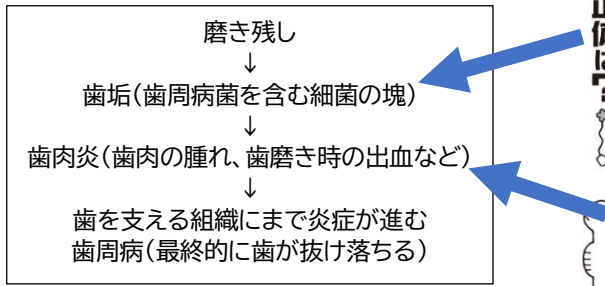 磨き残し
↓
歯垢(歯周病菌を含む細菌の塊)
↓
歯肉炎(歯肉の腫れ、歯磨き時の出血など)
↓
歯を支える組織にまで炎症が進む
歯周病(最終的に歯が抜け落ちる)